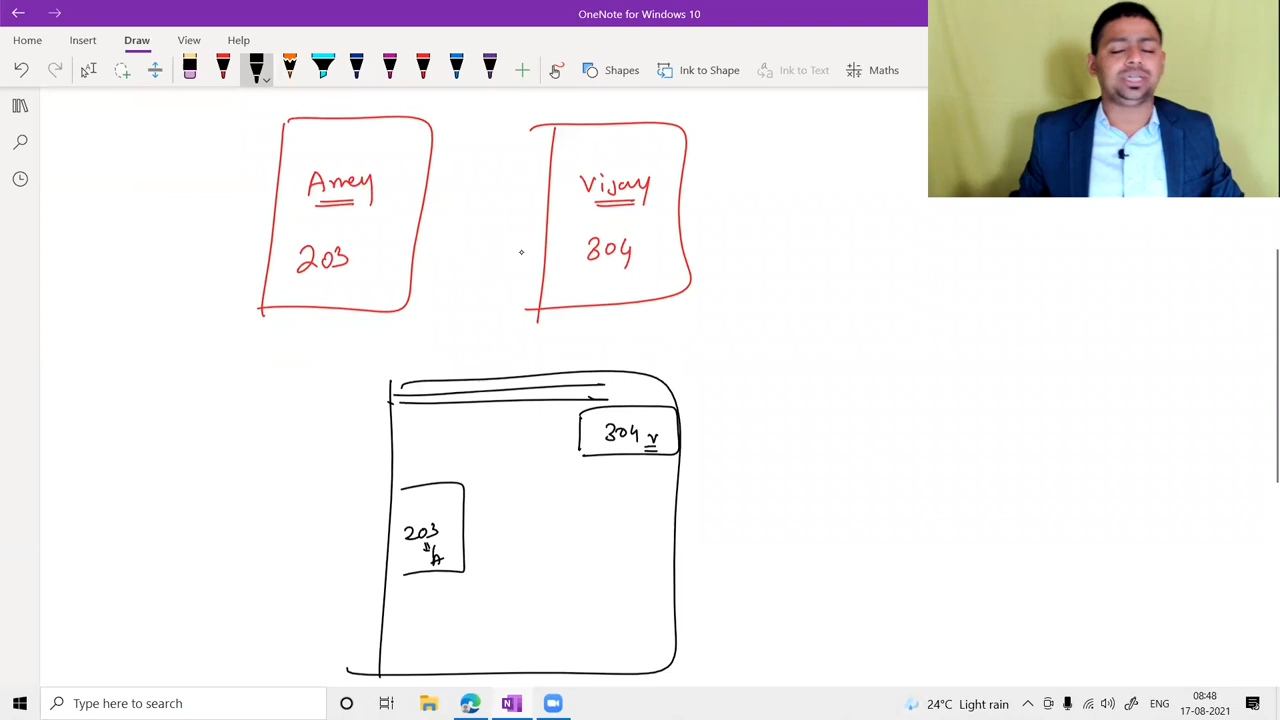 OneNote for Windows 10
Home Insert Draw View Help
Shapes Ink to Shape Ink to Text Maths
Amey
203
Vijay
304
304 V
203
A
Type here to search
24°C Light rain
ENG
08:48
17-08-2021